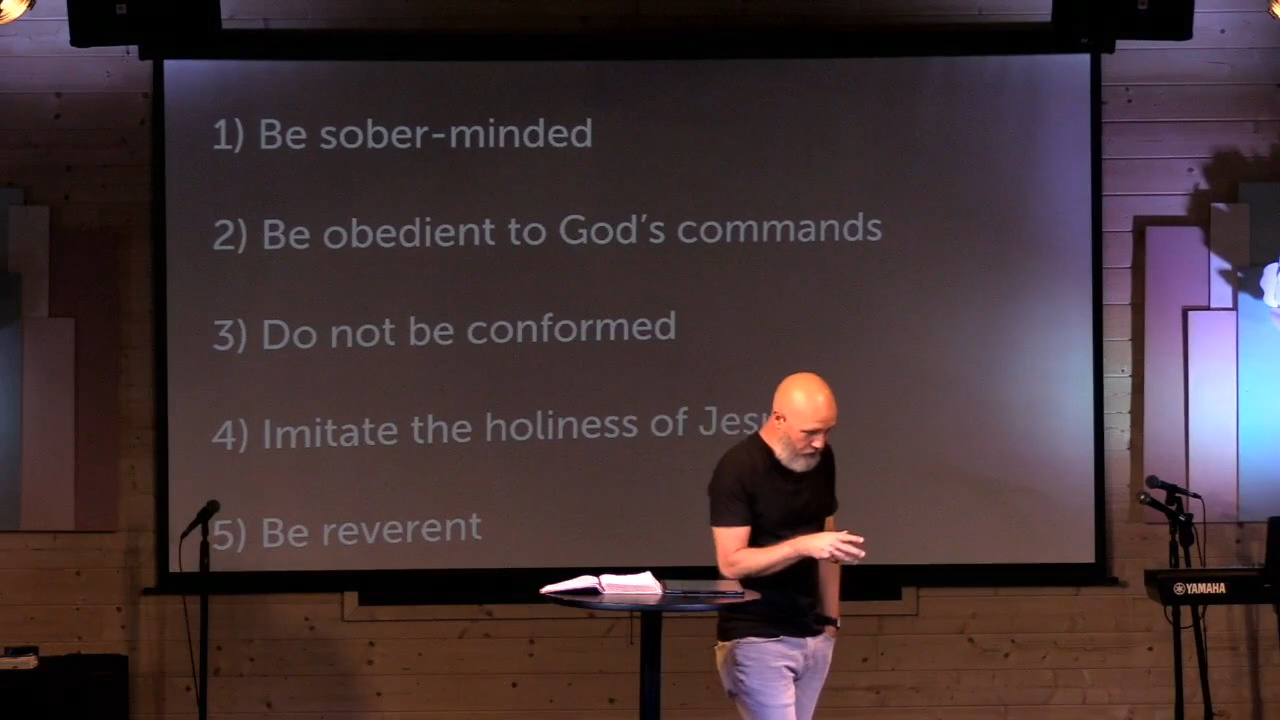 1) Be sober-minded
2) Be obedient to God's commands
3) Do not be conformed
4) Imitate the holiness of
5) Be reverent
YAMAHA